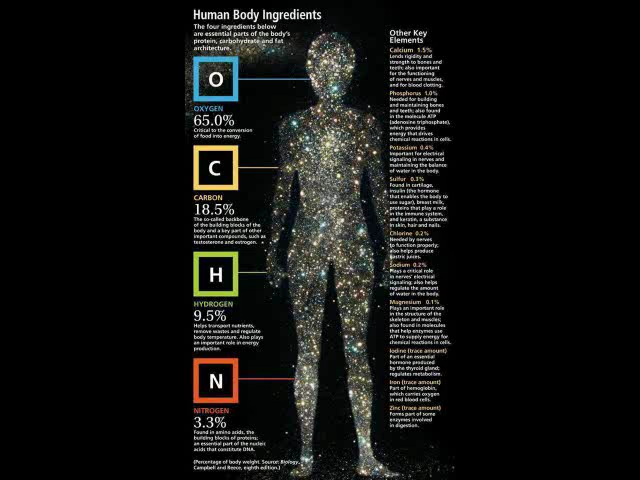 Human Body Ingredients
The four ingredients below
are essential parts of the body's
protein, carbohydrate and fat
architecture.
O
OXYGEN
65.0%
Critical to the conversion
of food into energy.
C
CARBON
18.5%
The so-called backbone
of the building blocks of the
body and a key part of other
important compounds, such as
testosterone and estrogen.
H
HYDROGEN
9.5%
Helps transport nutrients,
remove wastes and regulate
body temperature. Also plays
an important role in energy
production.
N
NITROGEN
3.3%
Found in amino acids, the
building blocks of proteins;
an essential part of the nucleic
acids that constitute DNA.
(Percentage of body weight. Source: Biology,
Campbell and Reece, eighth edition.)
Other Key
Elements
Calcium 1.5%
Lends rigidity and
strength to bones and
teeth; also important
for the functioning
of nerves and muscles,
and for blood clotting.
Phosphorus 1.0%
Needed for building
and maintaining bones
and teeth; also found
in the molecule ATP
(adenosine triphosphate),
which provides
energy that drives
chemical reactions in cells.
Potassium 0.4%
Important for electrical
signaling in nerves and
maintaining the balance
of water in the body.
Sulfur 0.3%
Found in cartilage,
insulin (the hormone
that enables the body to
use sugar), breast milk,
proteins that play a role
in the immune system,
and keratin, a substance
in skin, hair and nails.
Chlorine 0.2%
Needed by nerves
to function properly;
also helps produce
gastric juices.
Sodium 0.2%
Plays a critical role
in nerves' electrical
signaling; also helps
regulate the amount
of water in the body.
Magnesium 0.1%
Plays an important role
in the structure of the
skeleton and muscles;
also found in molecules
that help enzymes use
ATP to supply energy for
chemical reactions in cells.
Iodine (trace amount)
Part of an essential
hormone produced
by the thyroid gland;
regulates metabolism.
Iron (trace amount)
Part of hemoglobin,
which carries oxygen
in red blood cells.
Zinc (trace amount)
Forms part of some
enzymes involved
in digestion.